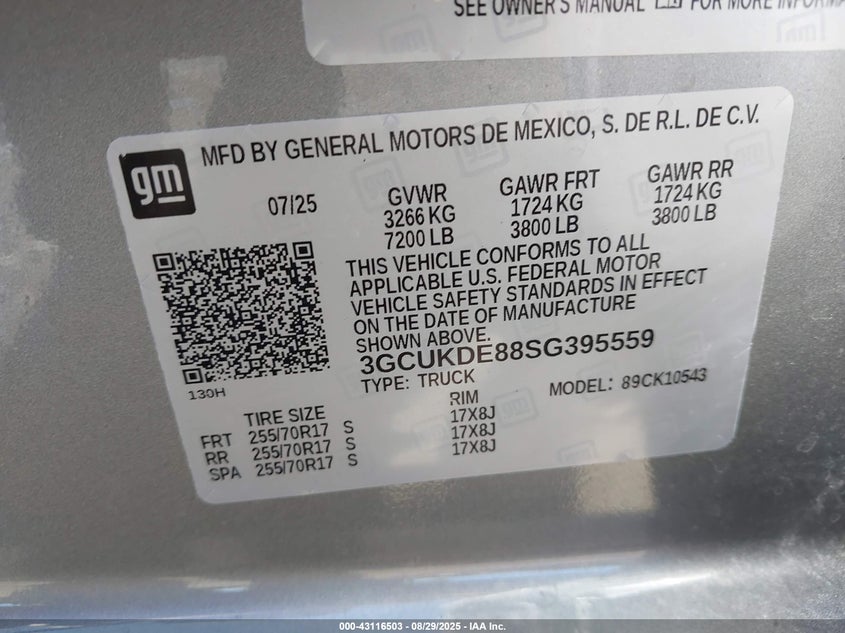 SEE OWNER'S MANUAL FOR MORE INFORMA
gm
MFD BY GENERAL MOTORS DE MEXICO, S. DE R.L. DE C.V.
07/25
GVWR
3266 KG
7200 LB
GAWR FRT
1724 KG
3800 LB
GAWR RR
1724 KG
3800 LB
THIS VEHICLE CONFORMS TO ALL
APPLICABLE U.S. FEDERAL MOTOR
VEHICLE SAFETY STANDARDS IN EFFECT
ON THE DATE OF MANUFACTURE
SHOWN ABOVE.
3GCUKDE88SG395559
TYPE: TRUCK
MODEL: 89CK10543
130H
TIRE SIZE RIM
FRT 255/70R17 S 17X8J
RR 255/70R17 S 17X8J
SPA 255/70R17 S 17X8J
000-43116503 - 08/29/2025 - IAA Inc.